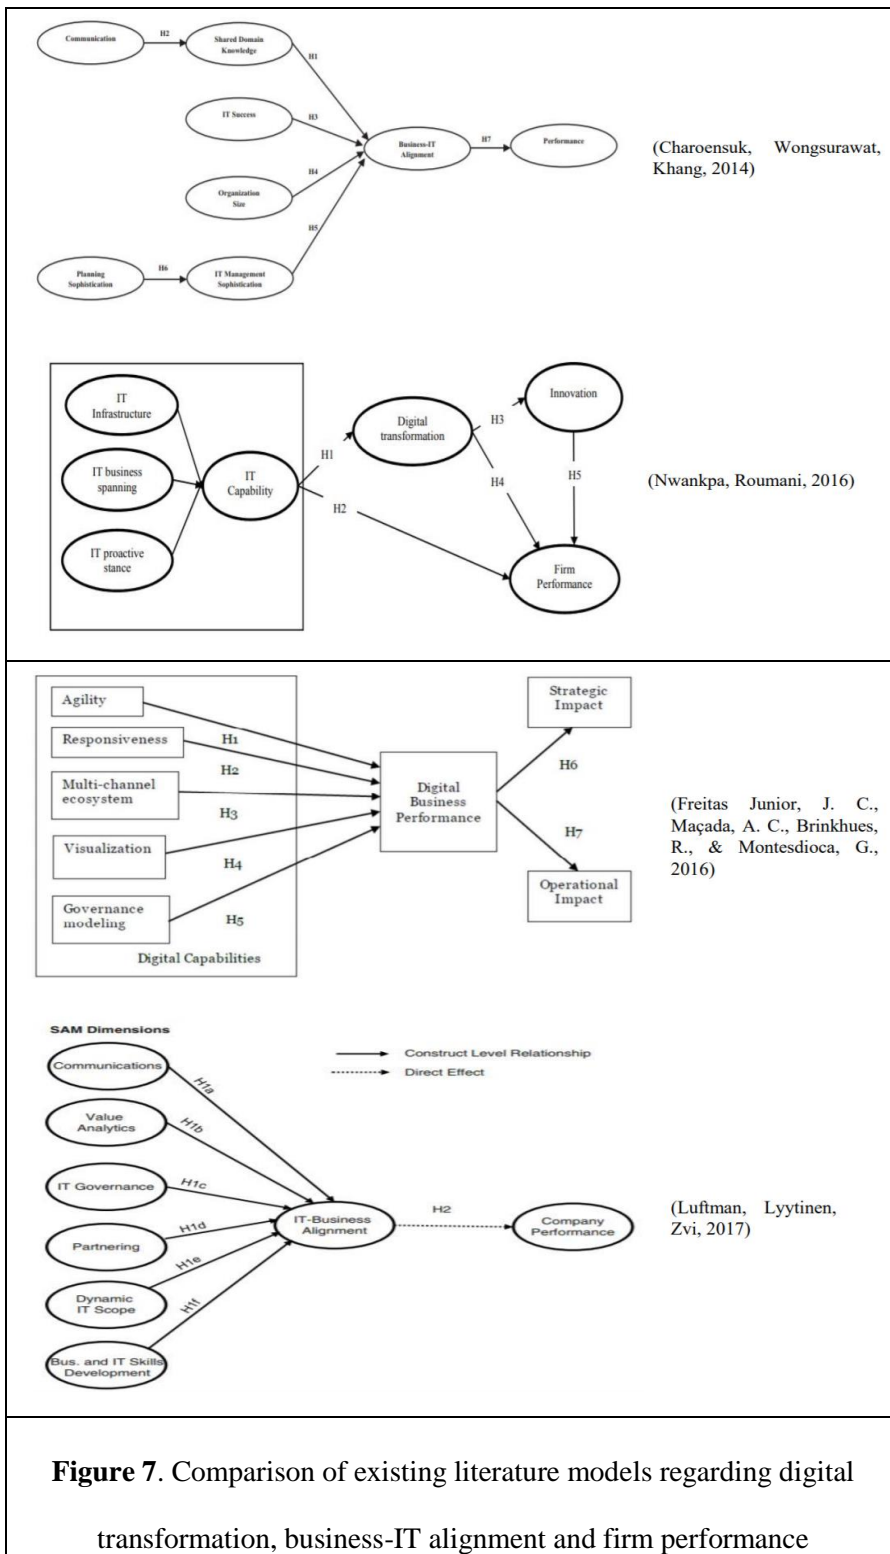 Communication
H2
Shared Domain
Knowledge
H1
IT Success
H3
Business-IT
Alignment
H7
Performance
(Charoensuk, Wongsurawat,
Khang, 2014)
H4
Organization
Size
H5
Planning
Sophistication
H6
IT Management
Sophistication
IT
Infrastructure
IT business
spanning
IT proactive
stance
IT
Capability
H1
H2
Digital
transformation
H3
H4
Innovation
H5
Firm
Performance
(Nwankpa, Roumani, 2016)
Agility
Responsiveness
Multi-channel
ecosystem
Visualization
Governance
modeling
H1
H2
H3
H4
H5
Digital Capabilities
Digital
Business
Performance
Strategic
Impact
H6
H7
Operational
Impact
(Freitas Junior, J. C.,
Maçada, A. C., Brinkhues,
R., & Montesdioca, G.,
2016)
SAM Dimensions
Communications
Value
Analytics
IT Governance
Partnering
Dynamic
IT Scope
Bus. and IT Skills
Development
H1a
H1b
H1c
H1d
H1e
H1f
Construct Level Relationship
Direct Effect
IT-Business
Alignment
H2
Company
Performance
(Luftman, Lyytinen,
Zvi, 2017)
Figure 7. Comparison of existing literature models regarding digital
transformation, business-IT alignment and firm performance